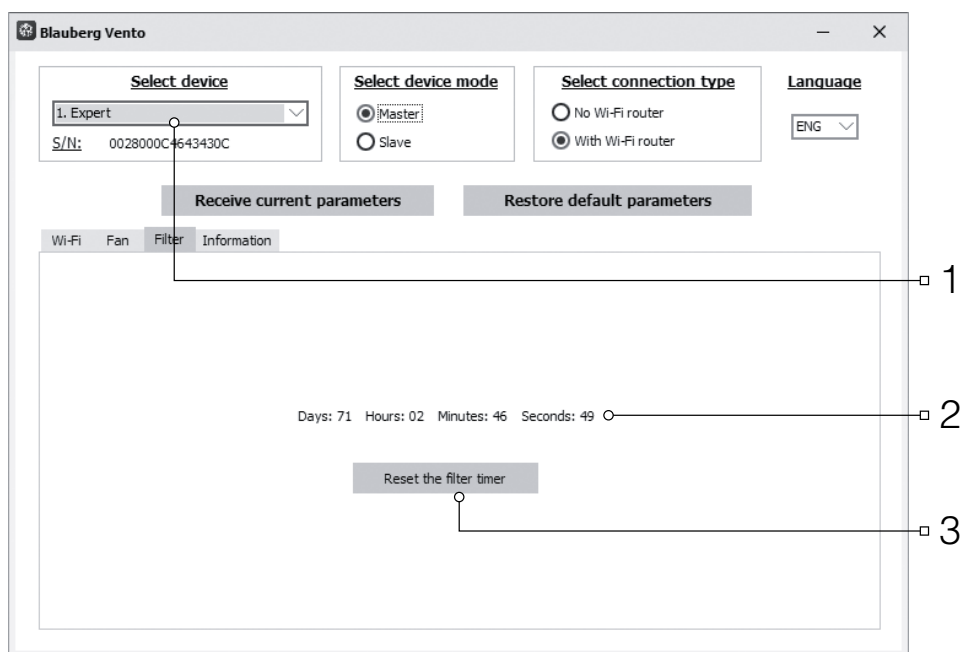 Blauberg Vento
Select device
Select device mode
Select connection type
Language
1. Expert
Master
No Wi-Fi router
ENG
S/N: 0028000C4643430C
Slave
With Wi-Fi router
Receive current parameters
Restore default parameters
Wi-Fi Fan Filter Information
1
Days: 71 Hours: 02 Minutes: 46 Seconds: 49
2
Reset the filter timer
3